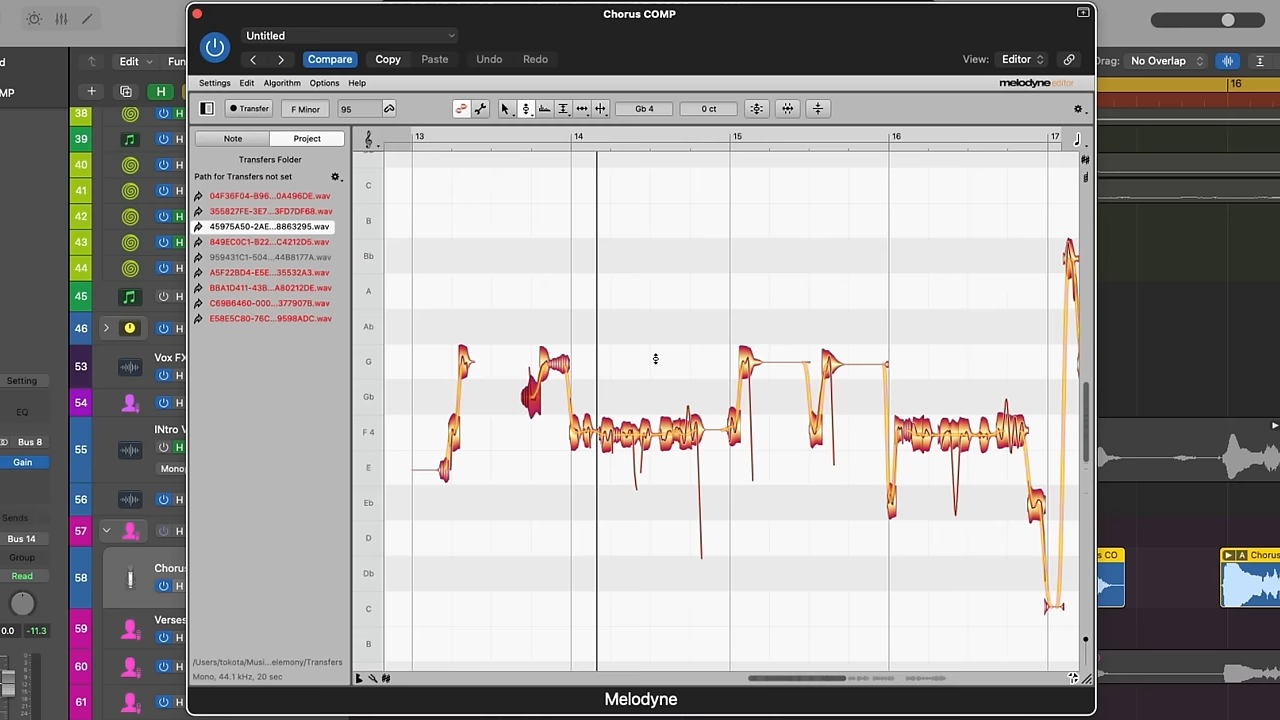 Chorus COMP
Untitled
Compare
Copy
Paste
Undo
Redo
View:
Editor
Settings
Edit
Algorithm
Options
Help
melodyne editor
Transfer
F Minor
95
Gb 4
0 ct
Note
Project
Transfers Folder
Path for Transfers not set
04F36F04-B96...0A496DE.wav
355827FE-3E7...3FD7DF68.wav
45975A50-2AE...8863295.wav
849EC0C1-B22...C4212D5.wav
959431C1-504...44B8177A.wav
A5F22BD4-E5E...35532A3.wav
BBA1D411-43B...A80212DE.wav
C69B6460-000...377907B.wav
E58E5C80-76C...9598ADC.wav
/Users/tokota/Musi...elemony/Transfers
Mono, 44.1 kHz, 20 sec
13
14
15
16
17
C
B
Bb
A
Ab
G
Gb
F 4
E
Eb
D
Db
C
B
Melodyne
d
MP
Edit
Fun
H
38
39
H
40
H
41
H
42
H
43
H
44
H
45
H
46
H
53
Vox FX
54
H
55
INtro V
H
Mono
56
H
57
H
58
Chorus
H
59
Verses
H
60
H
61
H
Setting
EQ
Bus 8
Gain
Sends
Bus 14
Group
Read
0.0
-11.3
Drag:
No Overlap
16
s CO
A
Chorus